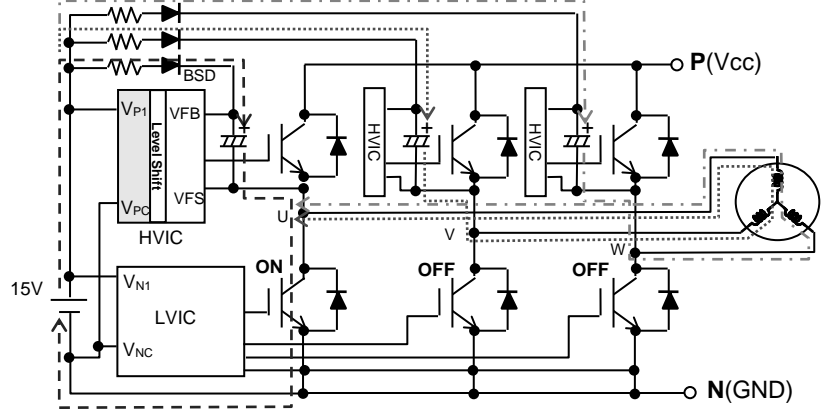 BSD
P(Vcc)
VP1
VFB
Level Shift
HVIC
HVIC
+
+
+
VPC
VFS
HVIC
U
V
W
ON
OFF
OFF
15V
VN1
LVIC
VNC
N(GND)